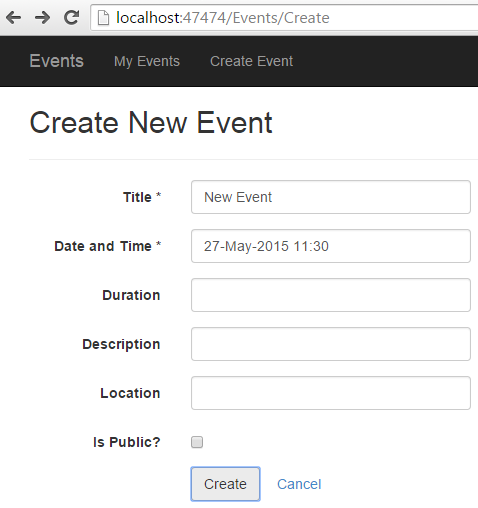 localhost:47474/Events/Create
Events My Events Create Event
Create New Event
Title * New Event
Date and Time * 27-May-2015 11:30
Duration
Description
Location
Is Public?
Create Cancel